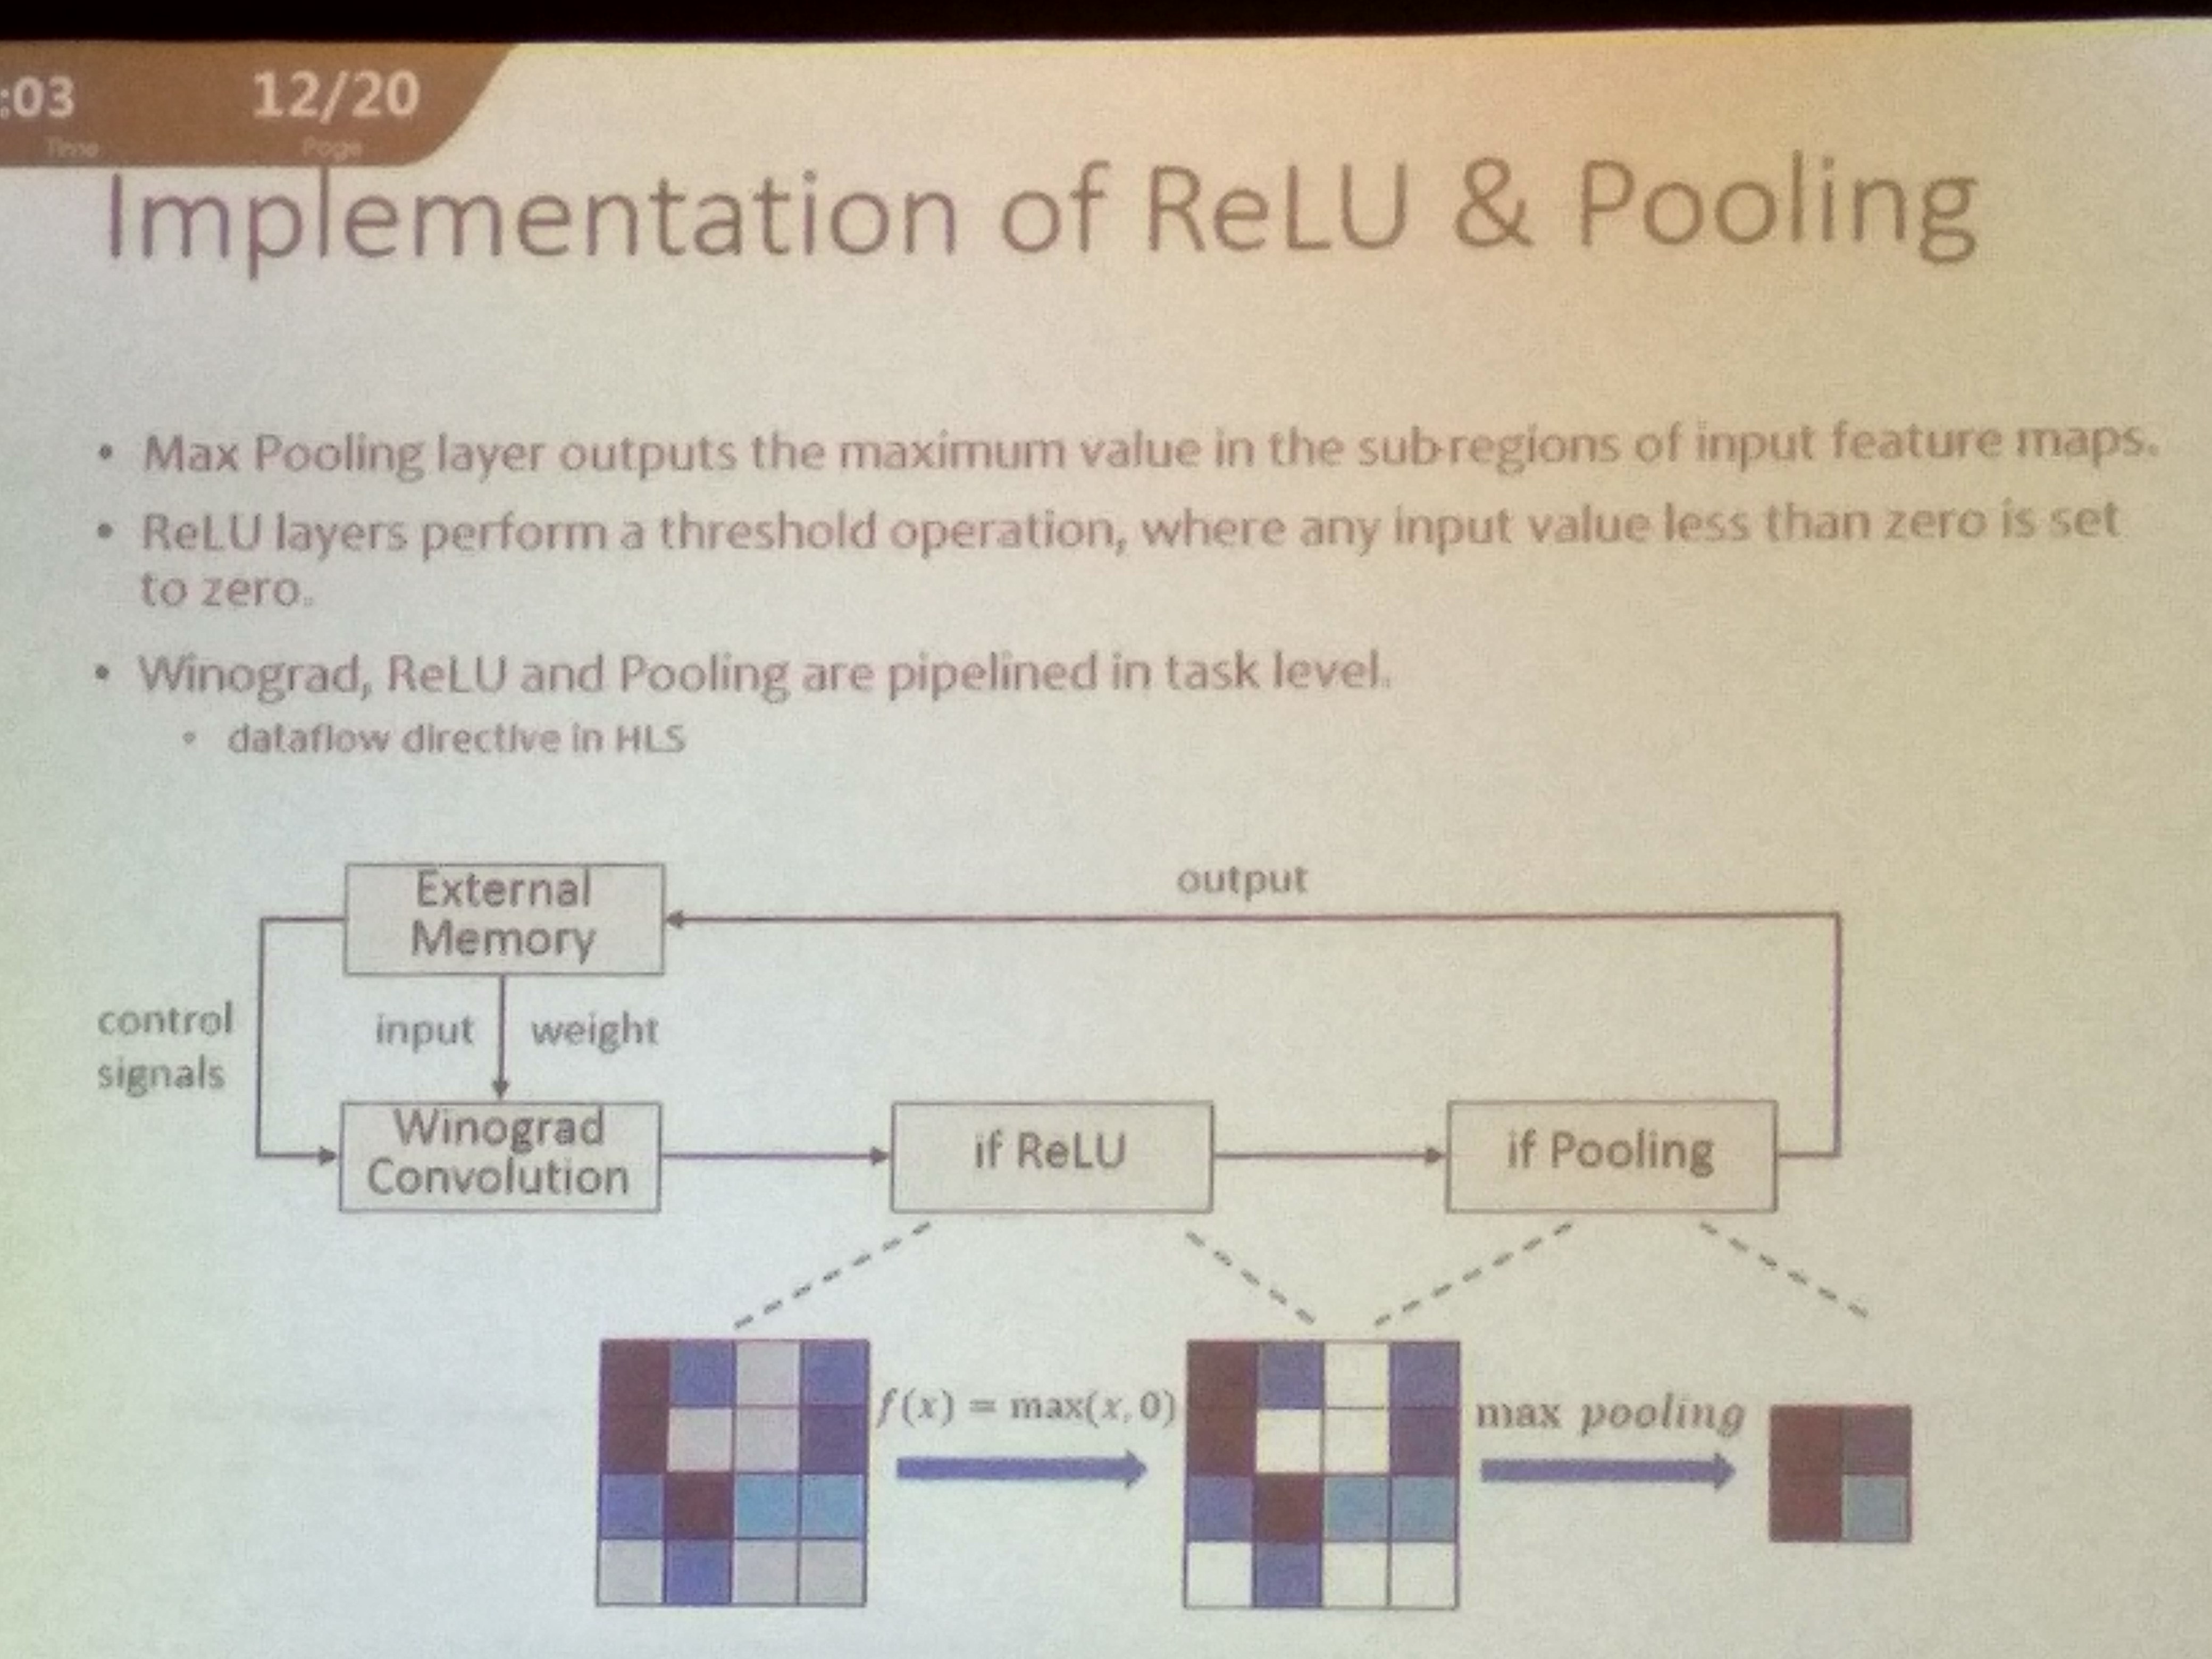 :03 12/20
Time Page
Implementation of ReLU & Pooling
• Max Pooling layer outputs the maximum value in the sub-regions of input feature maps.
• ReLU layers perform a threshold operation, where any input value less than zero is set
to zero.
• Winograd, ReLU and Pooling are pipelined in task level.
• dataflow directive in HLS
External
Memory
output
control
signals
input weight
Winograd
Convolution
if ReLU
if Pooling
f(x) = max(x, 0)
max pooling